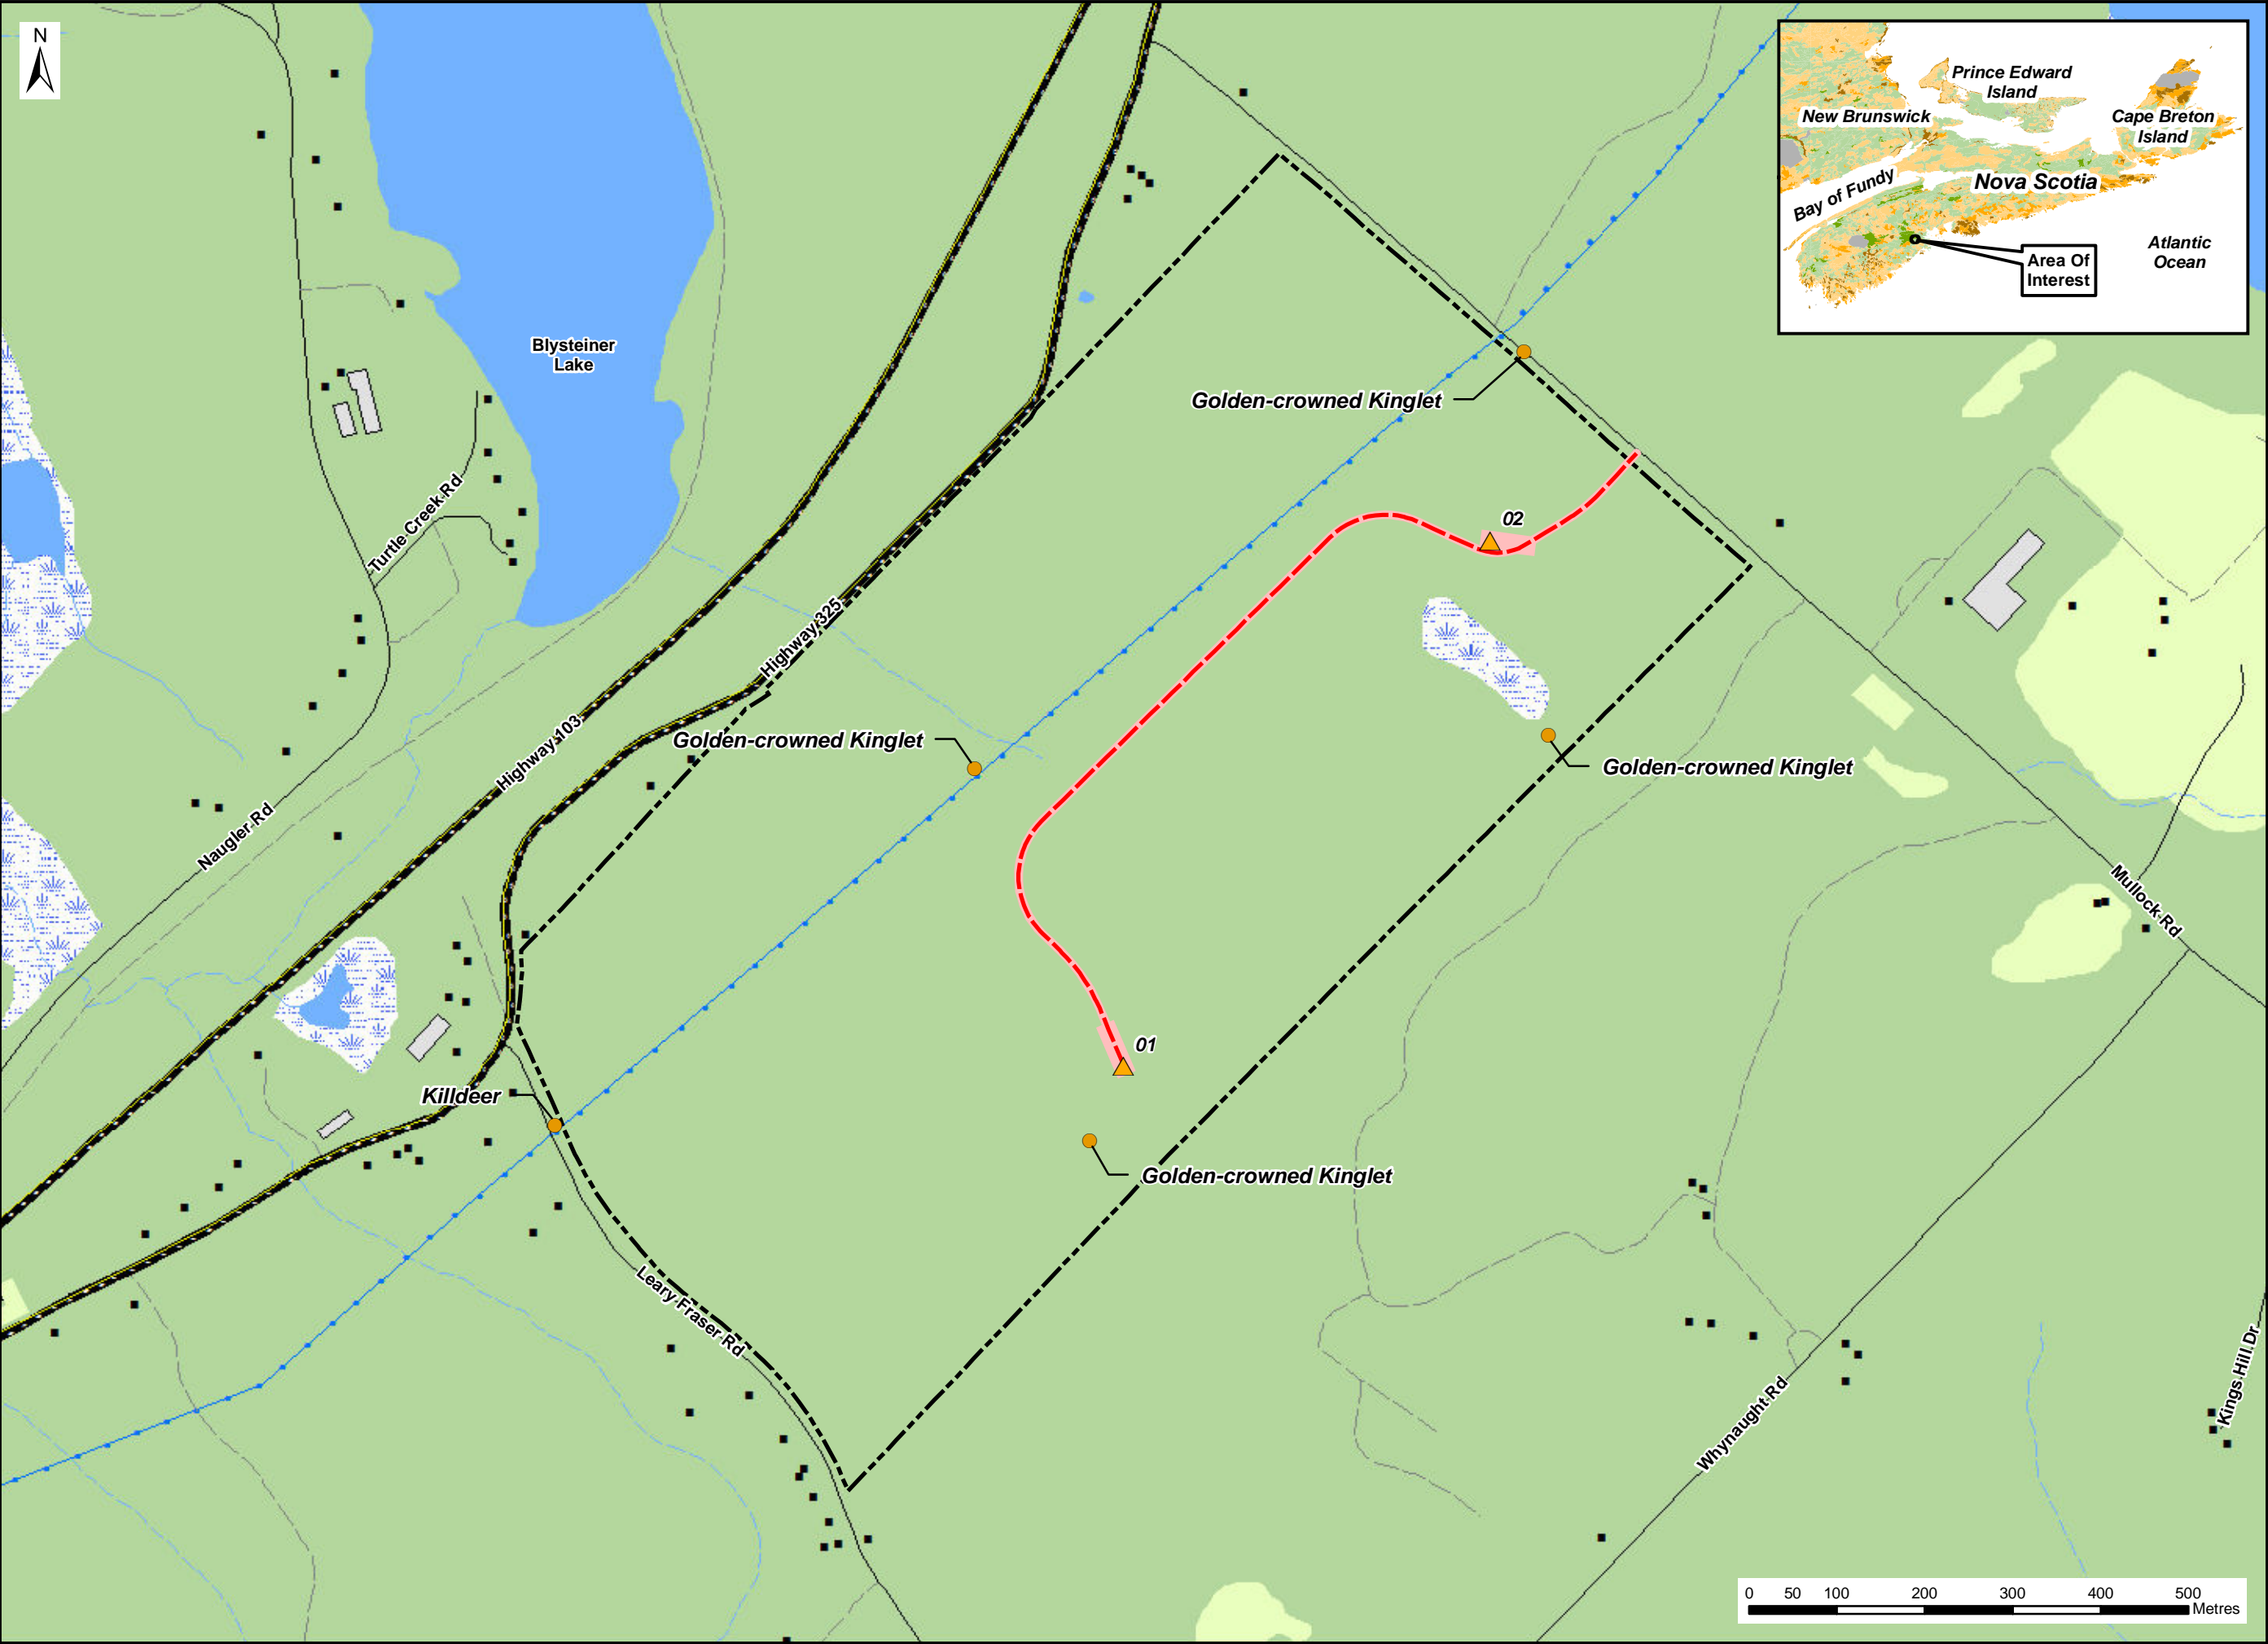 N
Prince Edward
Island
New Brunswick
Cape Breton
Island
Bay of Fundy
Nova Scotia
Atlantic
Ocean
Area Of
Interest
Blysteiner
Lake
Golden-crowned Kinglet
Turtle Creek Rd
02
Highway 325
Highway 103
Golden-crowned Kinglet
Golden-crowned Kinglet
Naugler Rd
Mullock Rd
01
Killdeer
Golden-crowned Kinglet
Leary Fraser Rd
Whynaught Rd
Kings Hill Dr
0 50 100 200 300 400 500
Metres